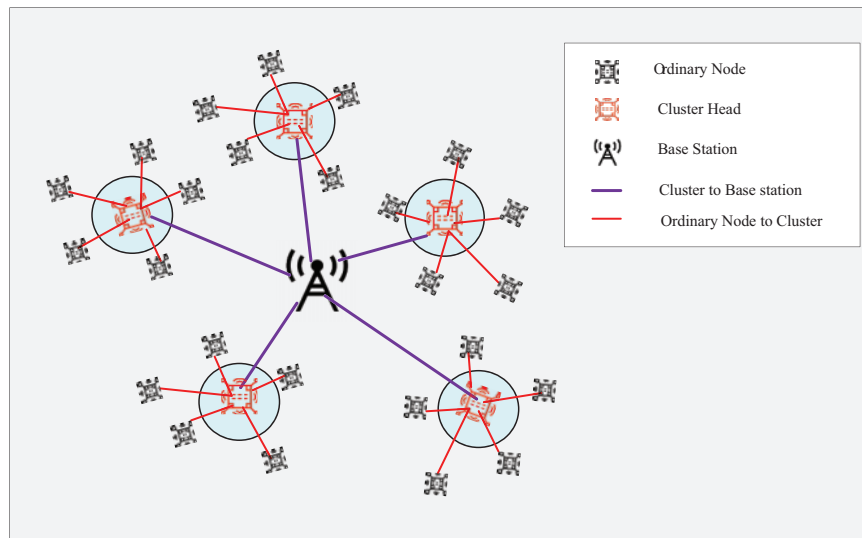 Ordinary Node
Cluster Head
Base Station
Cluster to Base station
Ordinary Node to Cluster